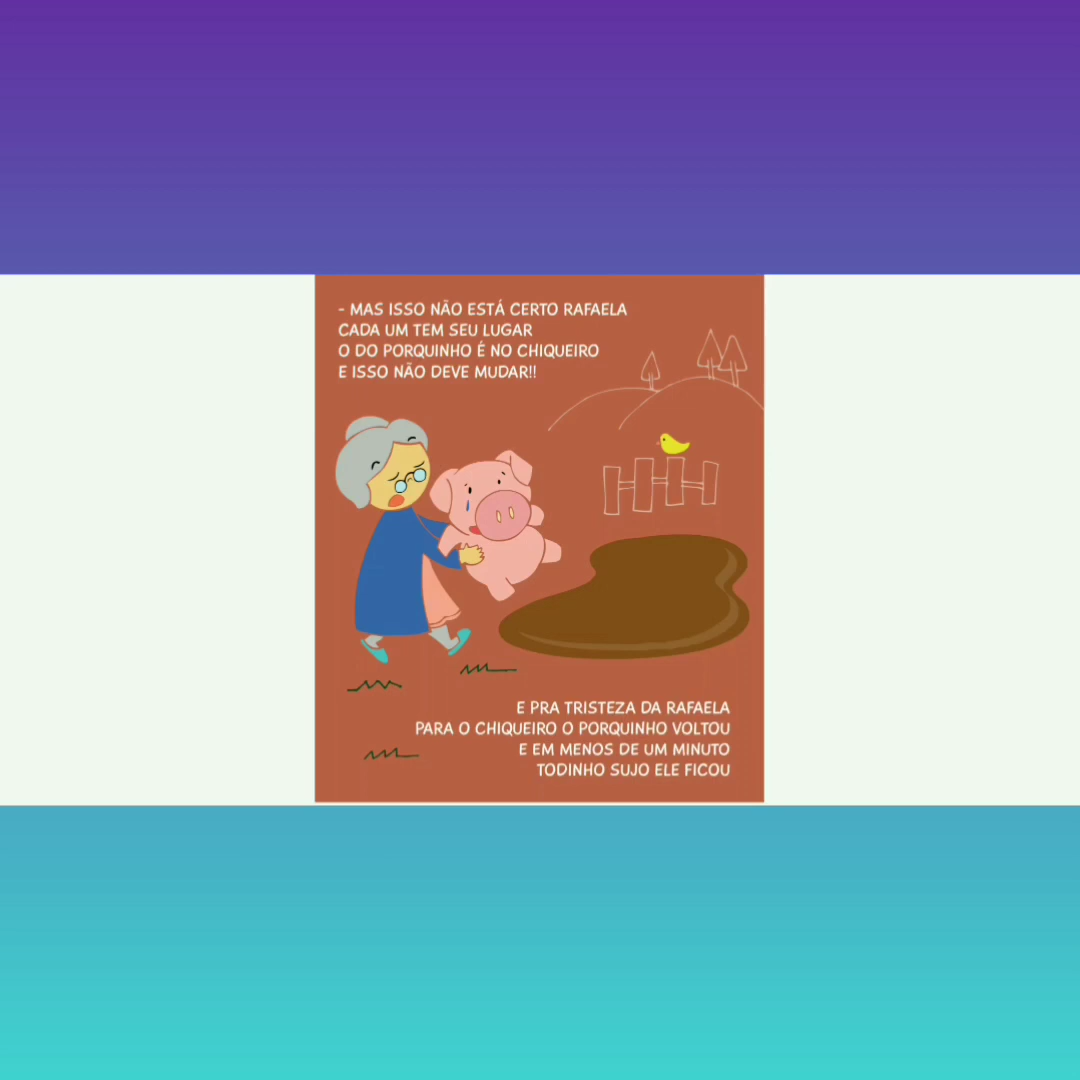 - MAS ISSO NÃO ESTÁ CERTO RAFAELA
CADA UM TEM SEU LUGAR
O DO PORQUINHO É NO CHIQUEIRO
E ISSO NÃO DEVE MUDAR!!
E PRA TRISTEZA DA RAFAELA
PARA O CHIQUEIRO O PORQUINHO VOLTOU
E EM MENOS DE UM MINUTO
TODINHO SUJO ELE FICOU